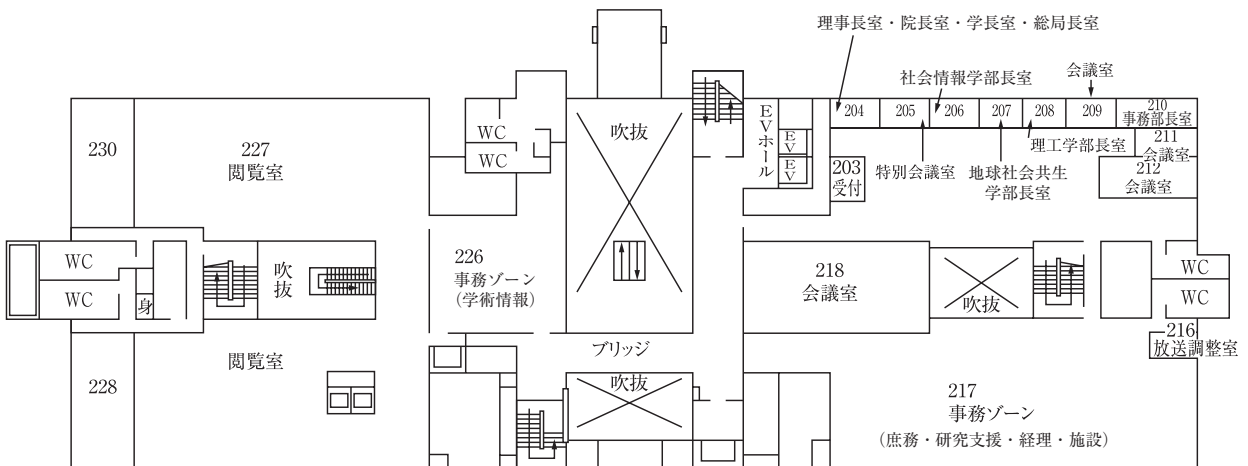 理事長室・院長室・学長室・総局長室
社会情報学部長室
会議室
204
205
206
207
208
209
210
事務部長室
211
会議室
212
会議室
理工学部長室
特別会議室
地球社会共生
学部長室
203
受付
EVホール
EV
EV
吹抜
WC
WC
230
227
閲覧室
WC
WC
身
吹抜
226
事務ゾーン
（学術情報）
218
会議室
吹抜
WC
WC
216
放送調整室
ブリッジ
吹抜
閲覧室
228
217
事務ゾーン
（庶務・研究支援・経理・施設）